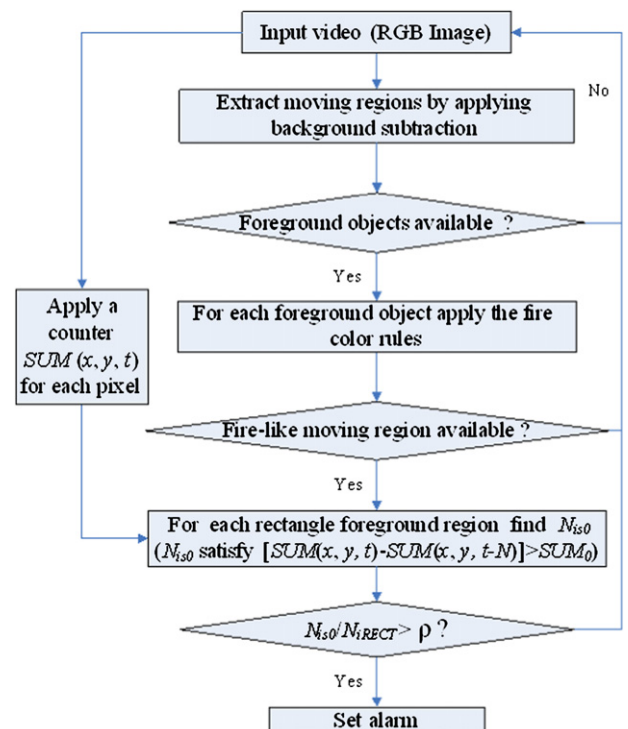 Input video (RGB Image)
Extract moving regions by applying
background subtraction
No
Foreground objects available ?
Yes
Apply a
counter
SUM (x, y, t)
for each pixel
For each foreground object apply the fire
color rules
Fire-like moving region available ?
Yes
For each rectangle foreground region find Nis0
(Nis0 satisfy [SUM(x, y, t)-SUM(x, y, t-N)]>SUM0)
Nis0/NiRECT> ρ ?
Yes
Set alarm